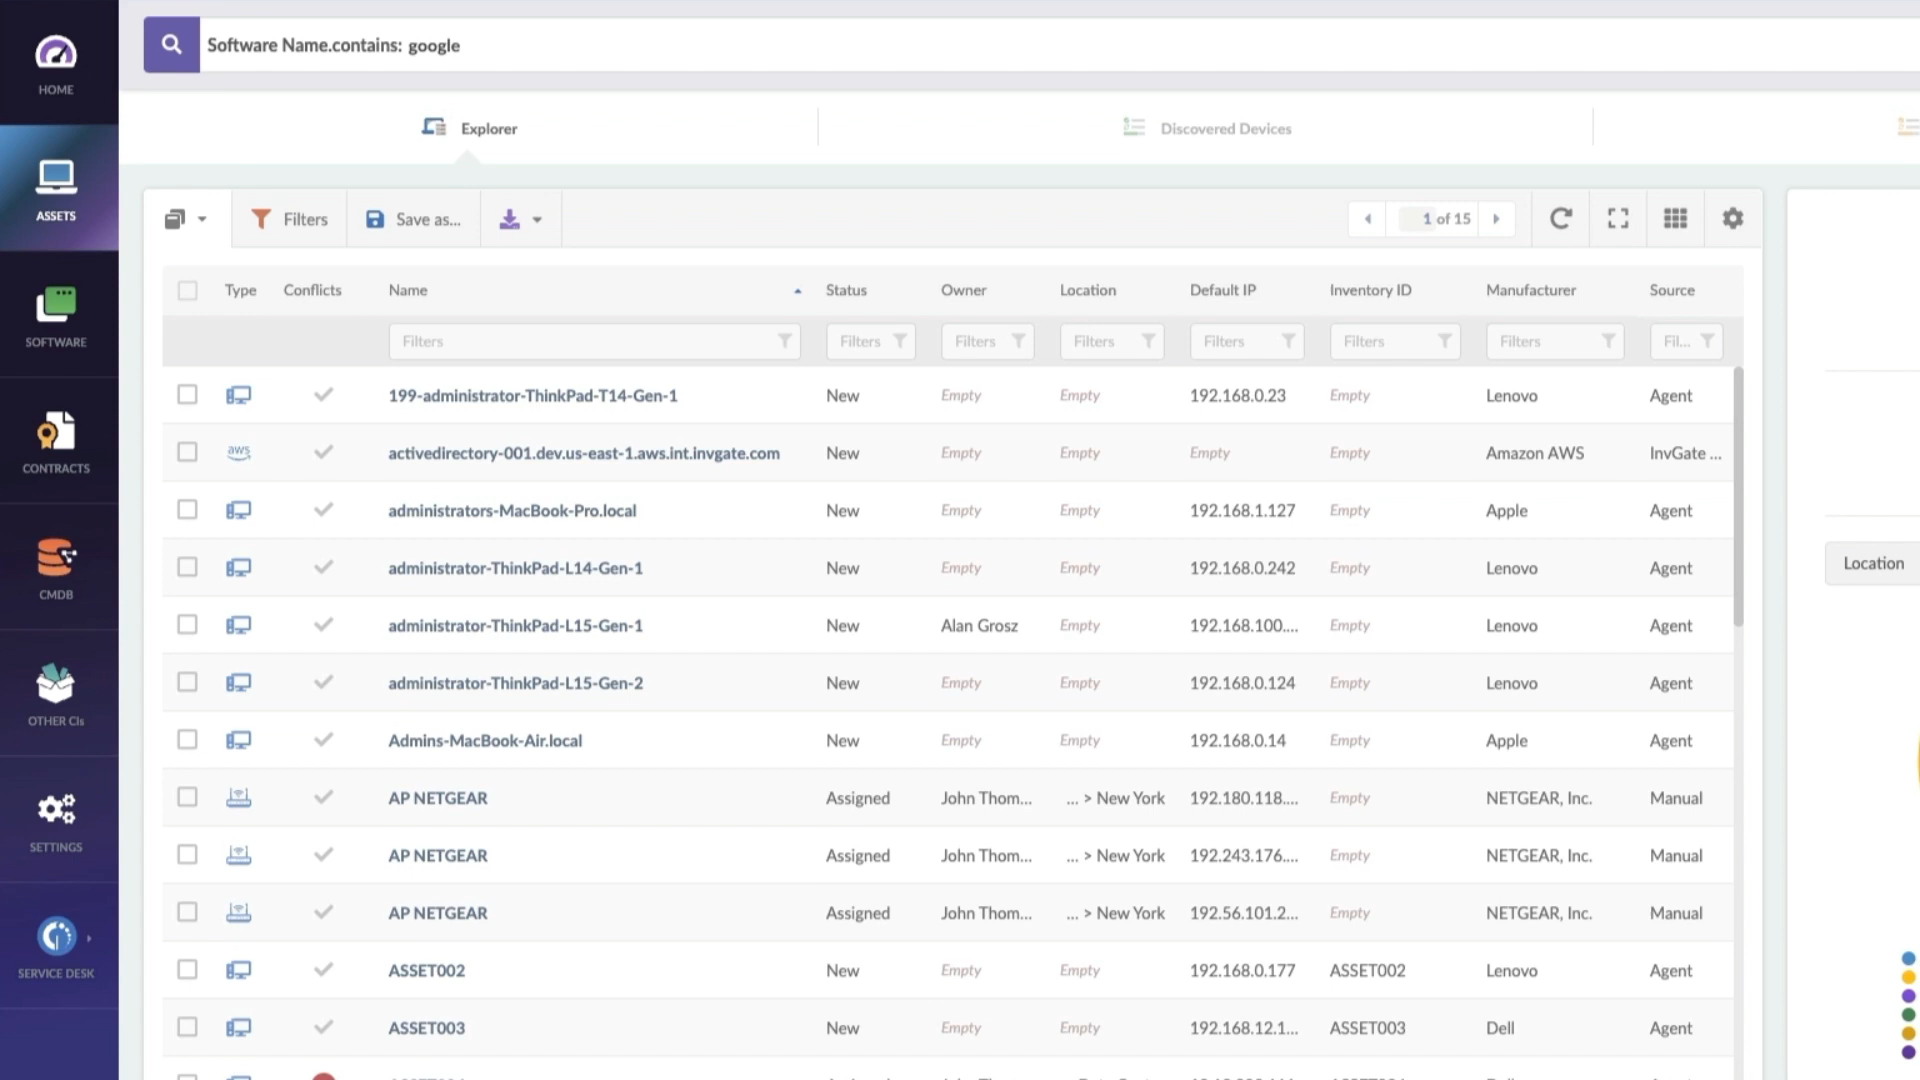 Software Name.contains: google
HOME
ASSETS
SOFTWARE
CONTRACTS
CMDB
OTHER CIs
SETTINGS
SERVICE DESK
Explorer
Discovered Devices
Filters
Save as...
1 of 15
Type Conflicts Name Status Owner Location Default IP Inventory ID Manufacturer Source
Filters Filters Filters Filters Filters Filters Filters Fil...
199-administrator-ThinkPad-T14-Gen-1 New Empty Empty 192.168.0.23 Empty Lenovo Agent
aws activedirectory-001.dev.us-east-1.aws.int.invgate.com New Empty Empty Empty Empty Amazon AWS InvGate ...
administrators-MacBook-Pro.local New Empty Empty 192.168.1.127 Empty Apple Agent
administrator-ThinkPad-L14-Gen-1 New Empty Empty 192.168.0.242 Empty Lenovo Agent
administrator-ThinkPad-L15-Gen-1 New Alan Grosz Empty 192.168.100.... Empty Lenovo Agent
administrator-ThinkPad-L15-Gen-2 New Empty Empty 192.168.0.124 Empty Lenovo Agent
Admins-MacBook-Air.local New Empty Empty 192.168.0.14 Empty Apple Agent
AP NETGEAR Assigned John Thom... ... > New York 192.180.118.... Empty NETGEAR, Inc. Manual
AP NETGEAR Assigned John Thom... ... > New York 192.243.176.... Empty NETGEAR, Inc. Manual
AP NETGEAR Assigned John Thom... ... > New York 192.56.101.2... Empty NETGEAR, Inc. Manual
ASSET002 New Empty Empty 192.168.0.177 ASSET002 Lenovo Agent
ASSET003 New Empty Empty 192.168.12.1... ASSET003 Dell Agent
Location